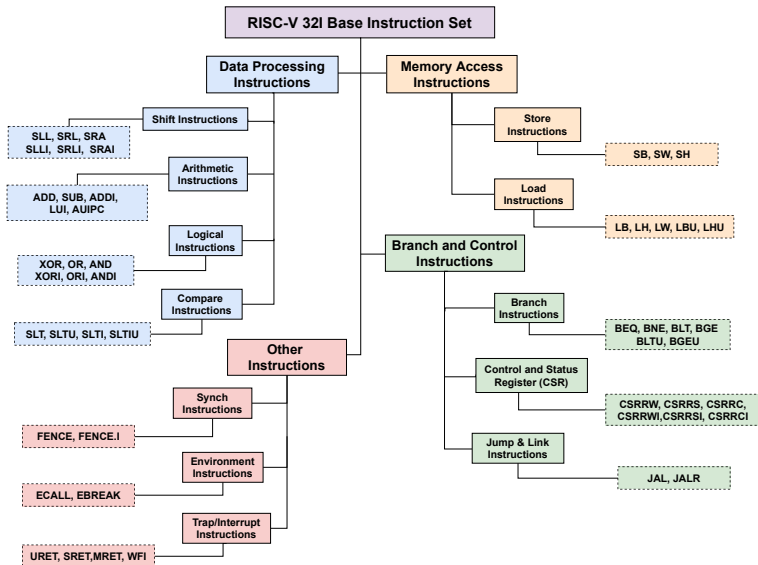 RISC-V 32I Base Instruction Set
Data Processing
Instructions
Memory Access
Instructions
Shift Instructions
SLL, SRL, SRA
SLLI, SRLI, SRAI
Arithmetic
Instructions
ADD, SUB, ADDI,
LUI, AUIPC
Logical
Instructions
XOR, OR, AND
XORI, ORI, ANDI
Compare
Instructions
SLT, SLTU, SLTI, SLTIU
Store
Instructions
SB, SW, SH
Load
Instructions
LB, LH, LW, LBU, LHU
Branch and Control
Instructions
Branch
Instructions
BEQ, BNE, BLT, BGE
BLTU, BGEU
Control and Status
Register (CSR)
CSRRW, CSRRS, CSRRC,
CSRRWI,CSRRSI, CSRRCI
Jump & Link
Instructions
JAL, JALR
Other
Instructions
Synch
Instructions
FENCE, FENCE.I
Environment
Instructions
ECALL, EBREAK
Trap/Interrupt
Instructions
URET, SRET,MRET, WFI